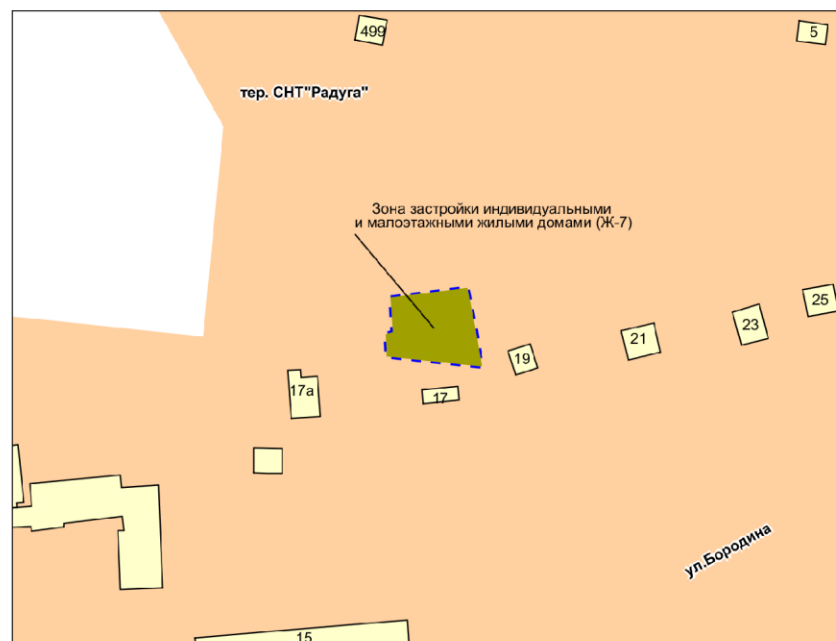 499
5
тер. СНТ"Радуга"
Зона застройки индивидуальными
и малоэтажными жилыми домами (Ж-7)
25
23
21
19
17а
17
ул.Бородина
15